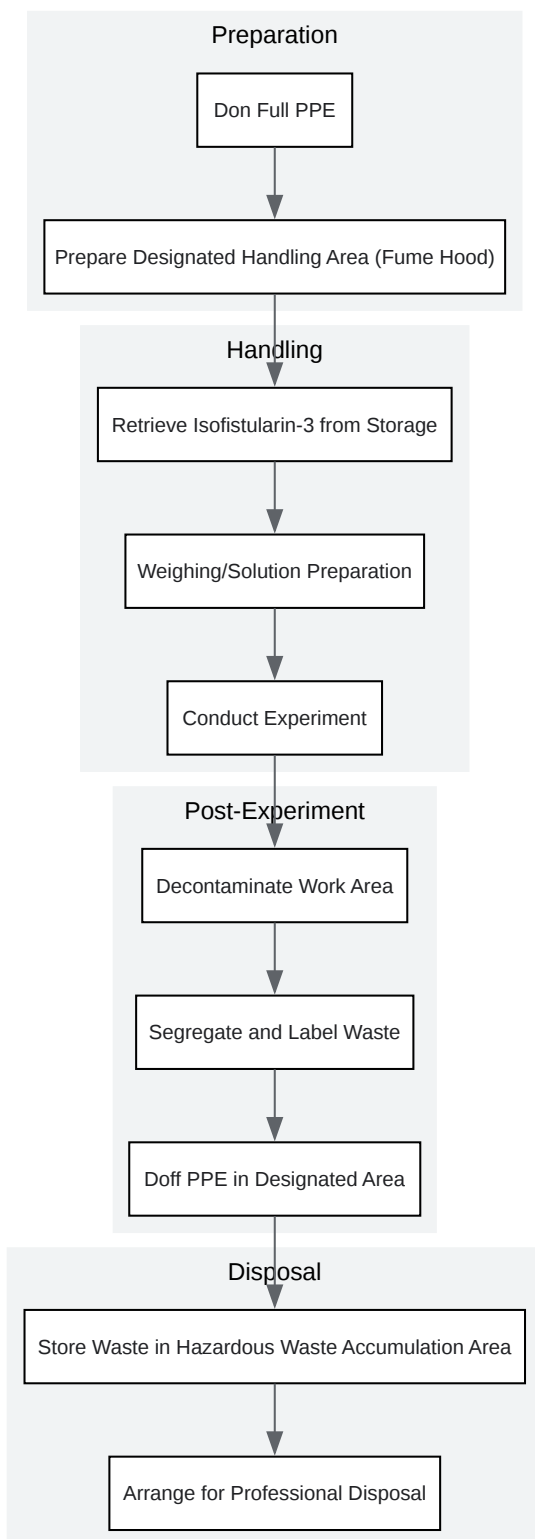 Preparation
Don Full PPE
Prepare Designated Handling Area (Fume Hood)
Handling
Retrieve Isofistularin-3 from Storage
Weighing/Solution Preparation
Conduct Experiment
Post-Experiment
Decontaminate Work Area
Segregate and Label Waste
Doff PPE in Designated Area
Disposal
Store Waste in Hazardous Waste Accumulation Area
Arrange for Professional Disposal